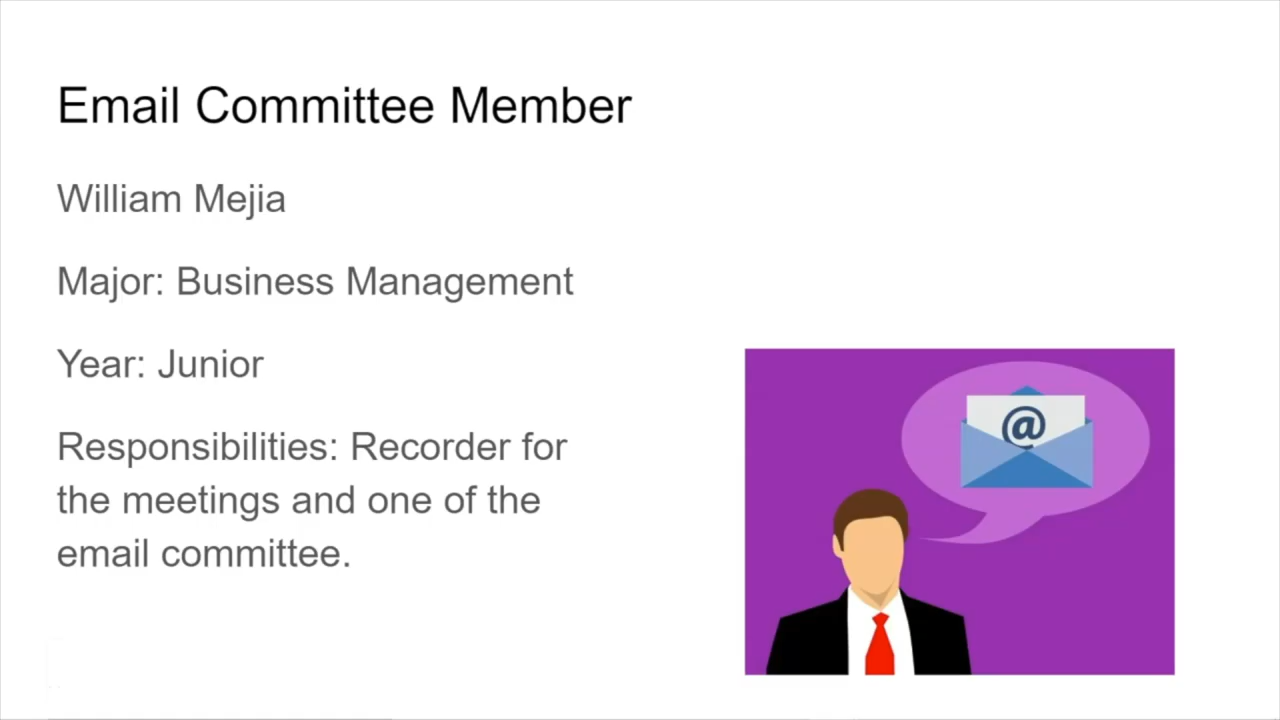 Email Committee Member
William Mejia
Major: Business Management
Year: Junior
Responsibilities: Recorder for
the meetings and one of the
email committee.
@